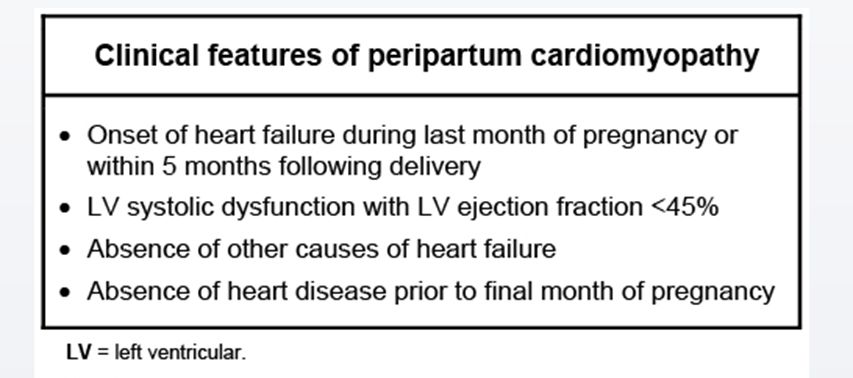 Clinical features of peripartum cardiomyopathy
• Onset of heart failure during last month of pregnancy or
within 5 months following delivery
• LV systolic dysfunction with LV ejection fraction <45%
• Absence of other causes of heart failure
• Absence of heart disease prior to final month of pregnancy
LV = left ventricular.